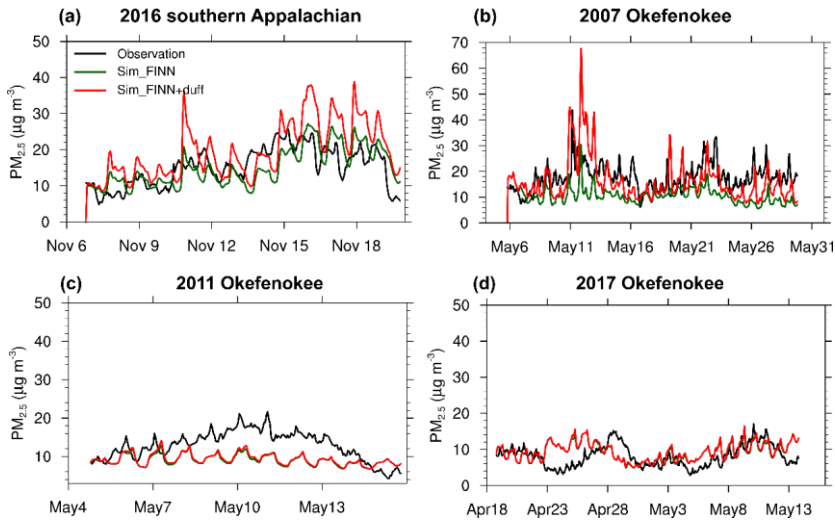 (a) 2016 southern Appalachian
50
40
30
20
10
0
PM2.5 (µg m-3)
Observation
Sim_FINN
Sim_FINN+duff
Nov 6 Nov 9 Nov 12 Nov 15 Nov 18
(b) 2007 Okefenokee
70
60
50
40
30
20
10
0
PM2.5 (µg m-3)
May6 May11 May16 May21 May26 May31
(c) 2011 Okefenokee
50
40
30
20
10
PM2.5 (µg m-3)
May4 May7 May10 May13
(d) 2017 Okefenokee
50
40
30
20
10
0
PM2.5 (µg m-3)
Apr18 Apr23 Apr28 May3 May8 May13